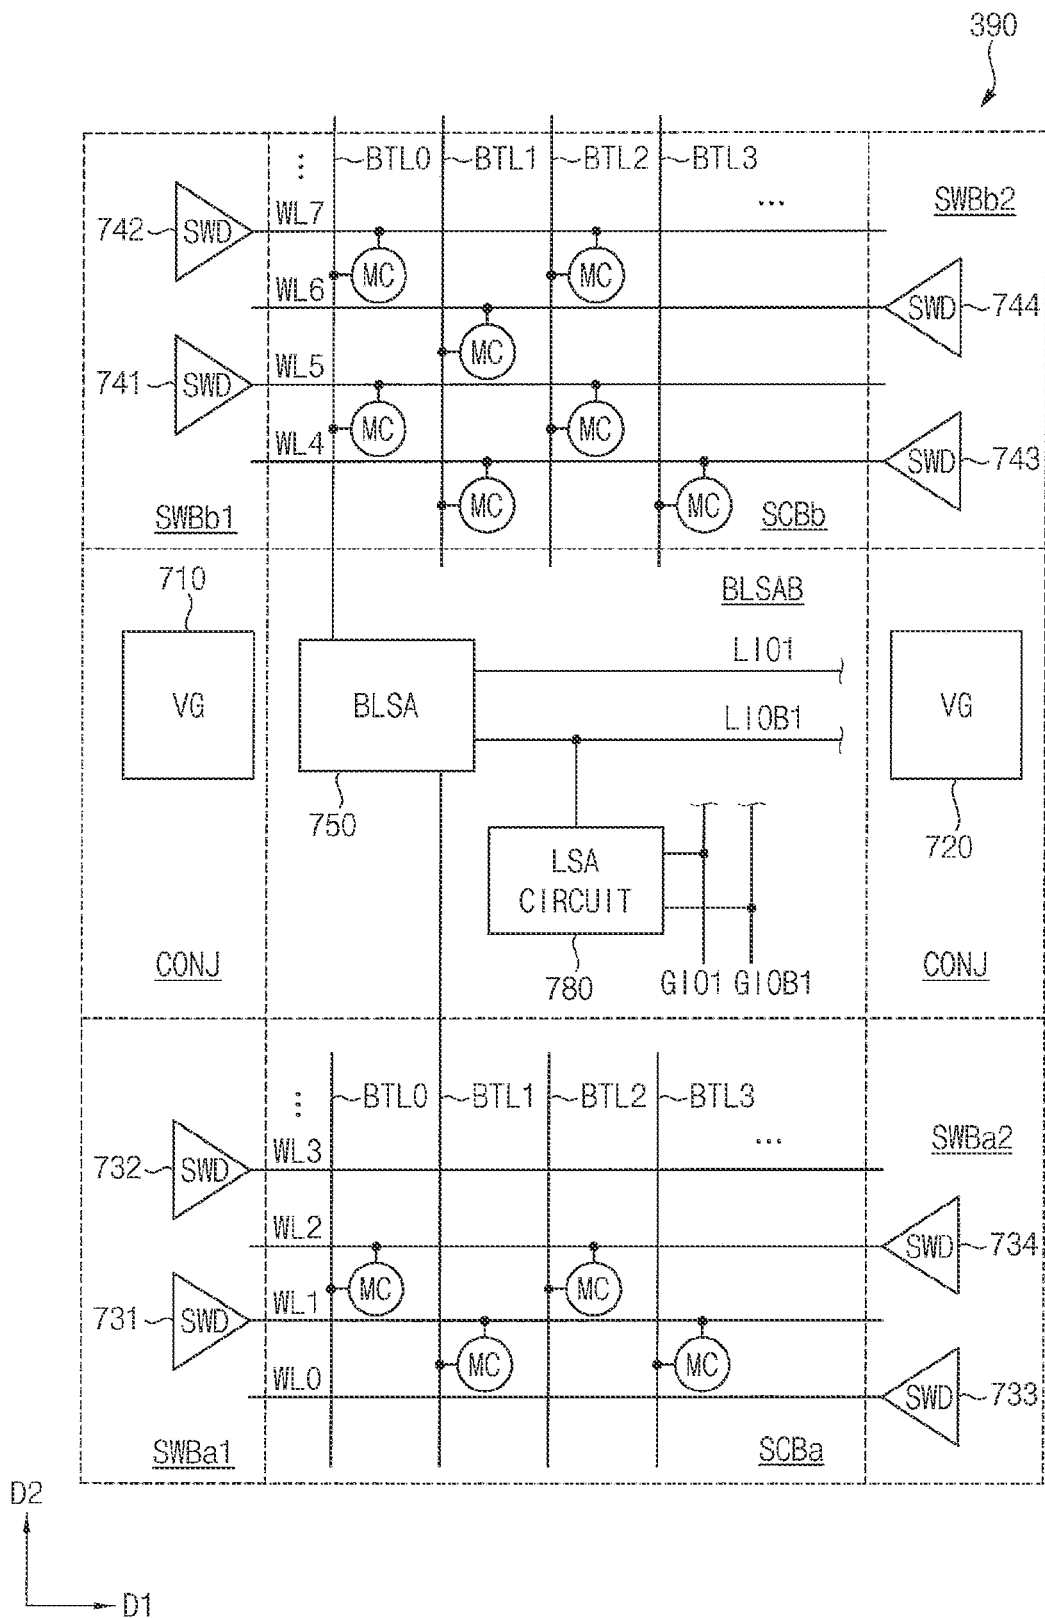 390
BTL0 BTL1 BTL2 BTL3
⋮
SWBb2
742 SWD WL7 ...
MC MC
WL6 SWD 744
MC
741 SWD WL5
MC MC
WL4 SWD 743
MC MC
SWBb1 SCBb
710 BLSAB
VG BLSA LIO1 VG
LIOB1
750 720
LSA
CIRCUIT
CONJ 780 GIO1 GIOB1 CONJ
BTL0 BTL1 BTL2 BTL3
⋮
SWBa2
732 SWD WL3 ...
WL2 SWD 734
MC MC
731 SWD WL1
MC MC
WL0 SWD 733
SWBa1 SCBa
D2
D1